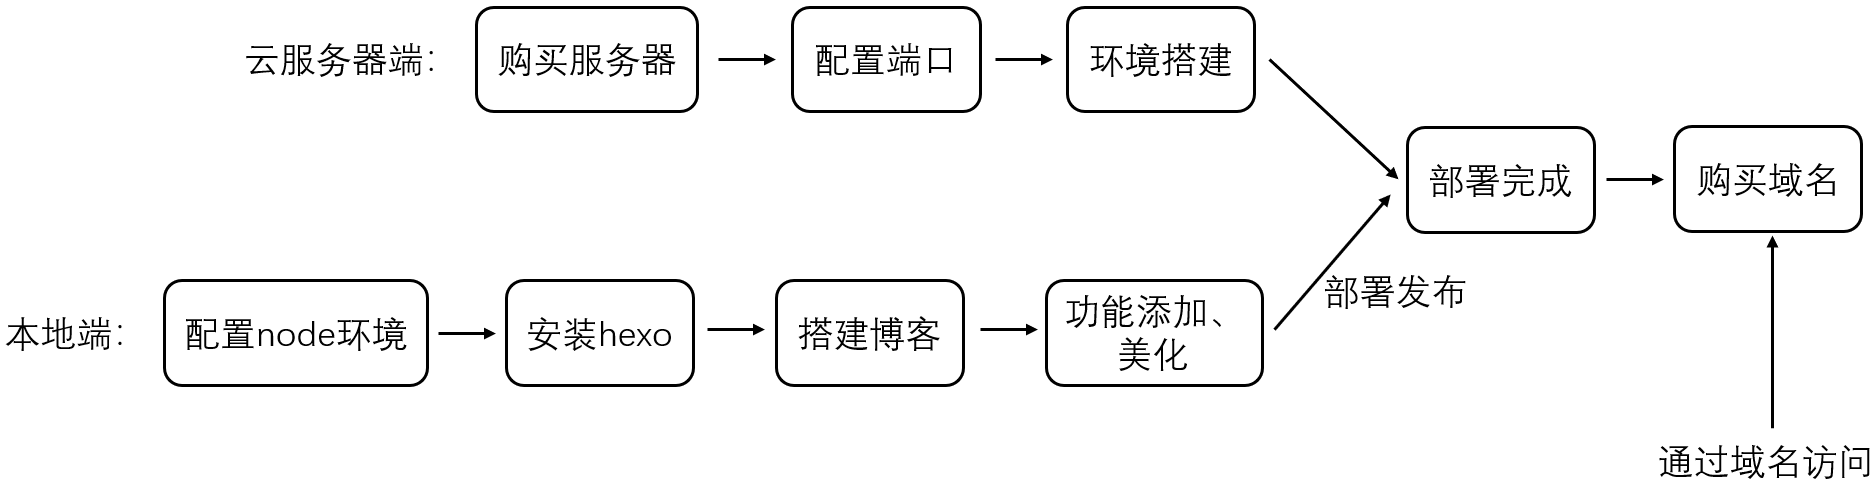 云服务器端：
购买服务器
配置端口
环境搭建
部署完成
购买域名
本地端：
配置node环境
安装hexo
搭建博客
功能添加、
美化
部署发布
通过域名访问